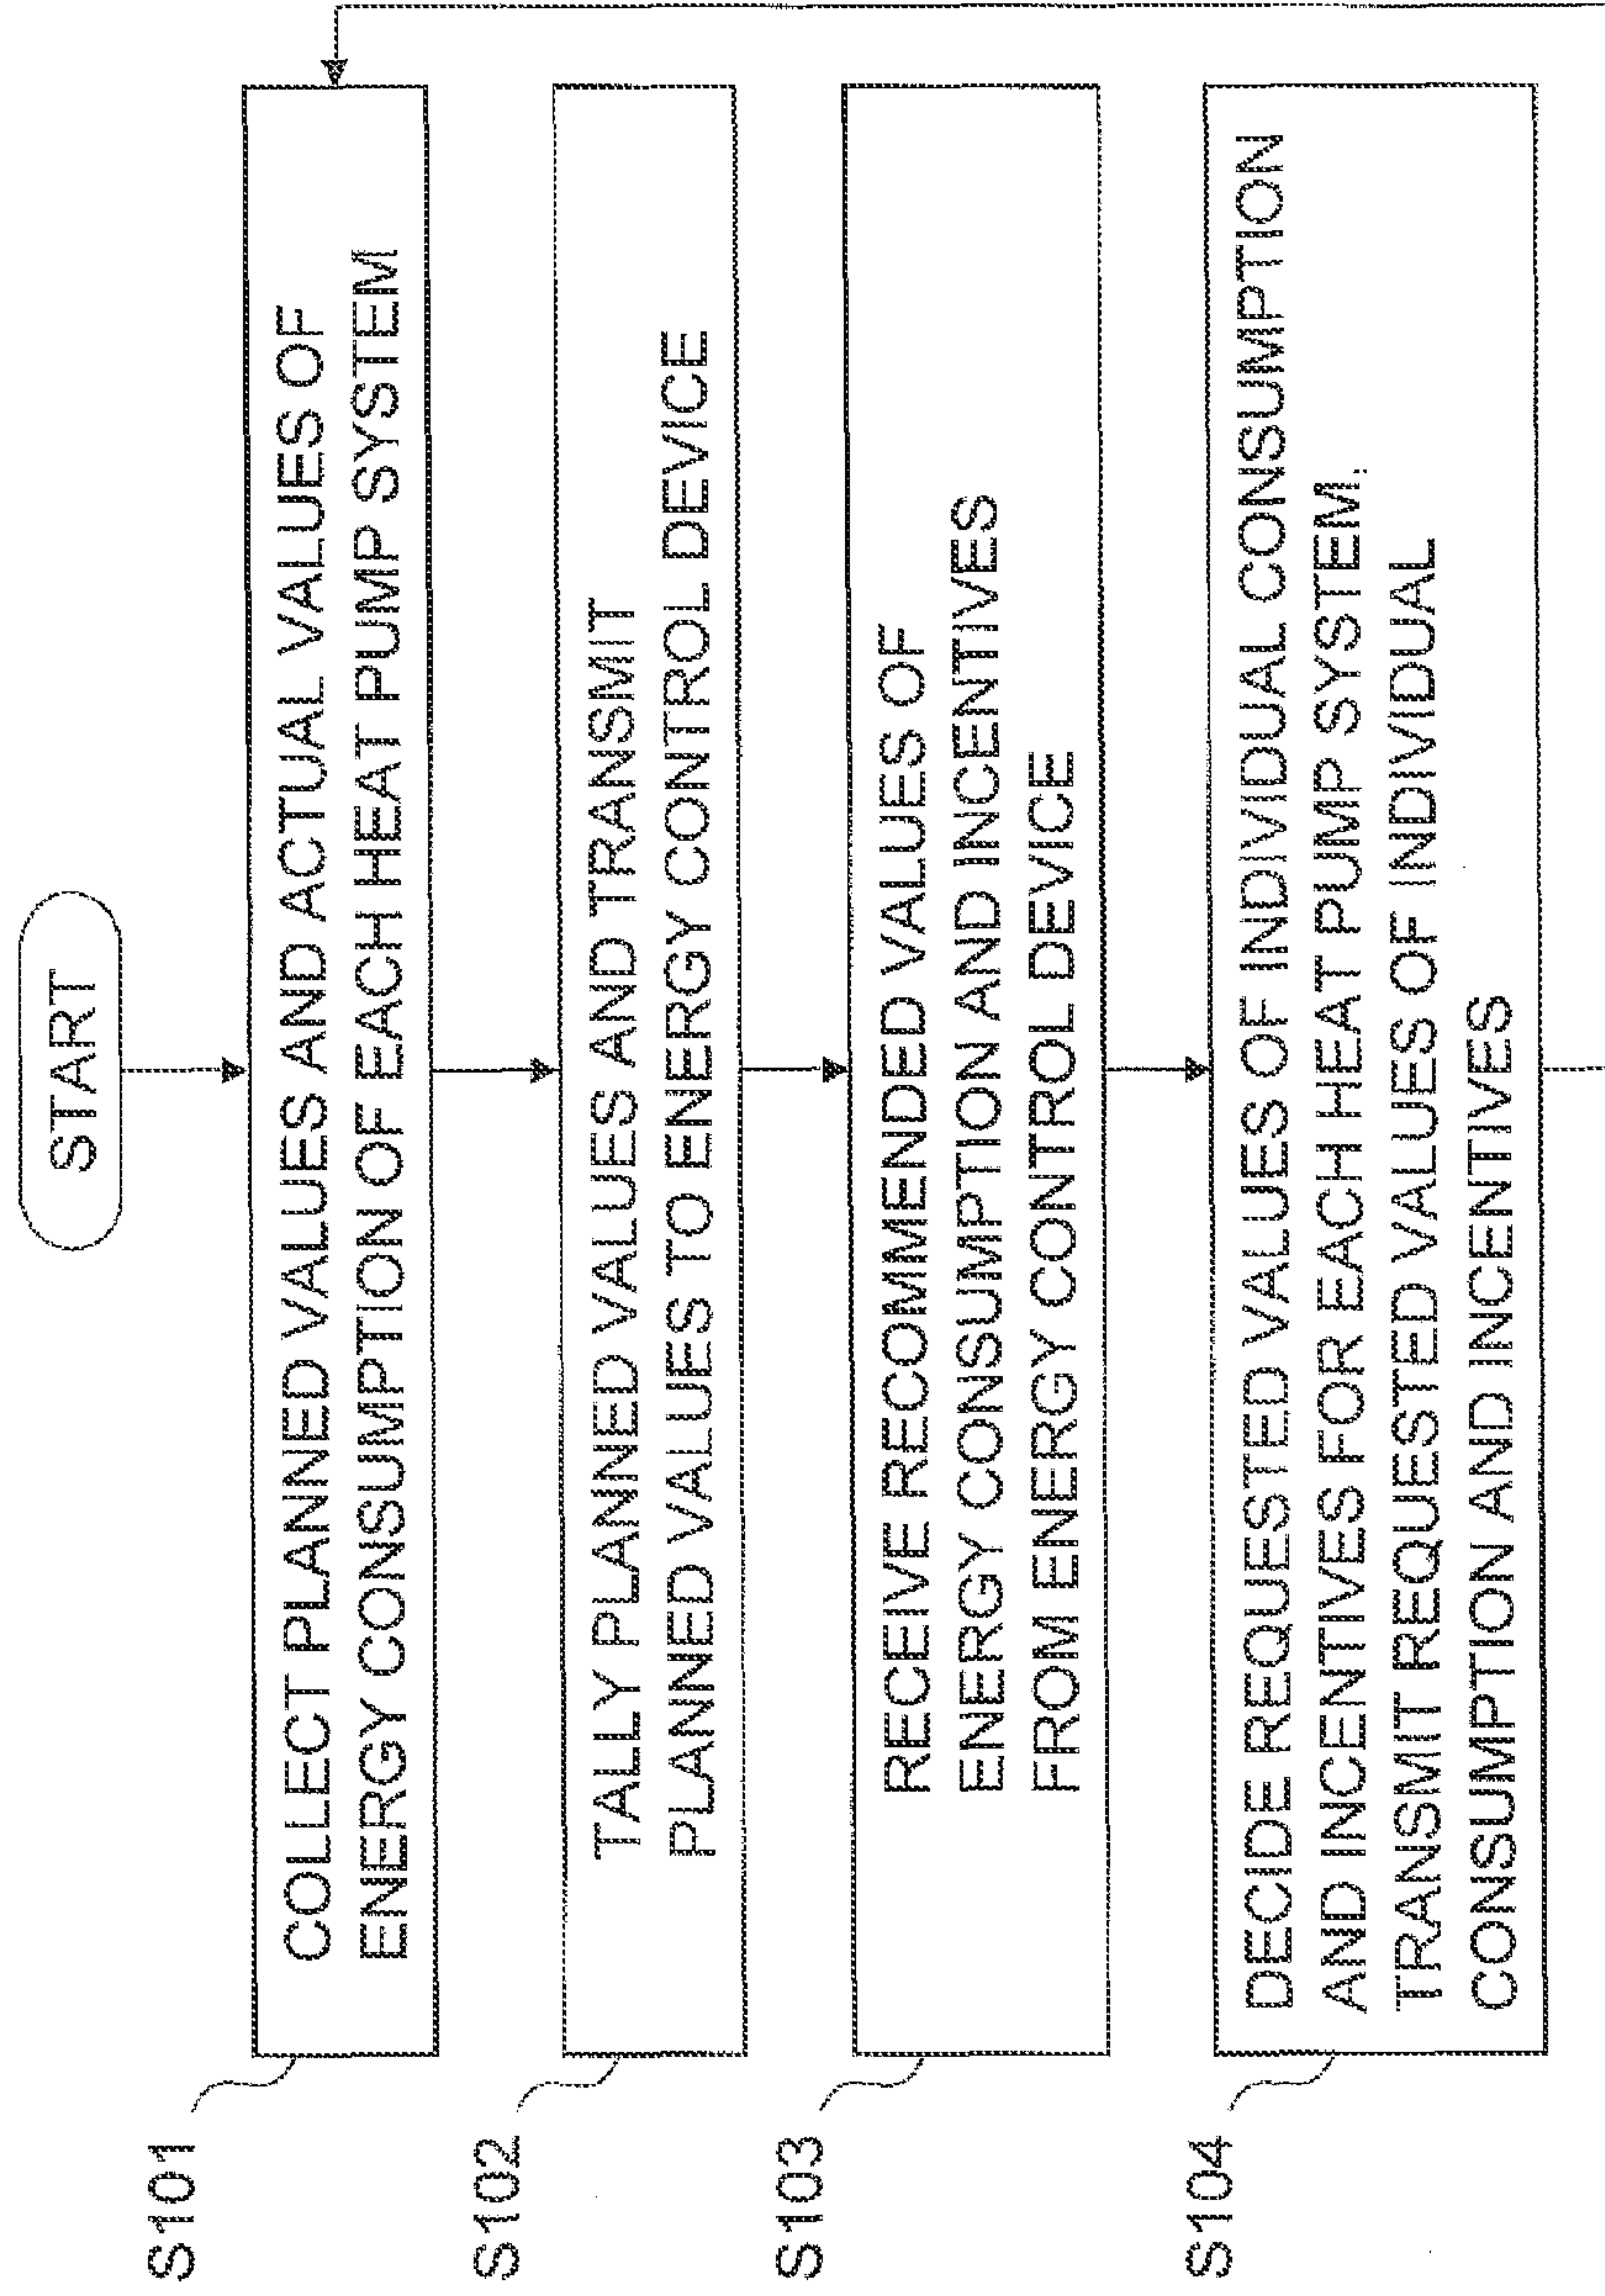 START
S101
COLLECT PLANNED VALUES AND ACTUAL VALUES OF
ENERGY CONSUMPTION OF EACH HEAT PUMP SYSTEM
S102
TALLY PLANNED VALUES AND TRANSMIT
PLANNED VALUES TO ENERGY CONTROL DEVICE
S103
RECEIVE RECOMMENDED VALUES OF
ENERGY CONSUMPTION AND INCENTIVES
FROM ENERGY CONTROL DEVICE
S104
DECIDE REQUESTED VALUES OF INDIVIDUAL CONSUMPTION
AND INCENTIVES FOR EACH HEAT PUMP SYSTEM.
TRANSMIT REQUESTED VALUES OF INDIVIDUAL
CONSUMPTION AND INCENTIVES